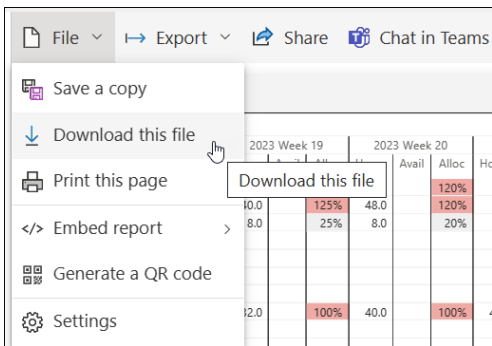 File Export Share Chat in Teams
Save a copy
Download this file
2023 Week 19 2023 Week 20
Avail Alloc
Print this page
Download this file
120%
40.0 125% 48.0 120%
8.0 25% 8.0 20%
Embed report
Generate a QR code
Settings
100% 40.0 100%